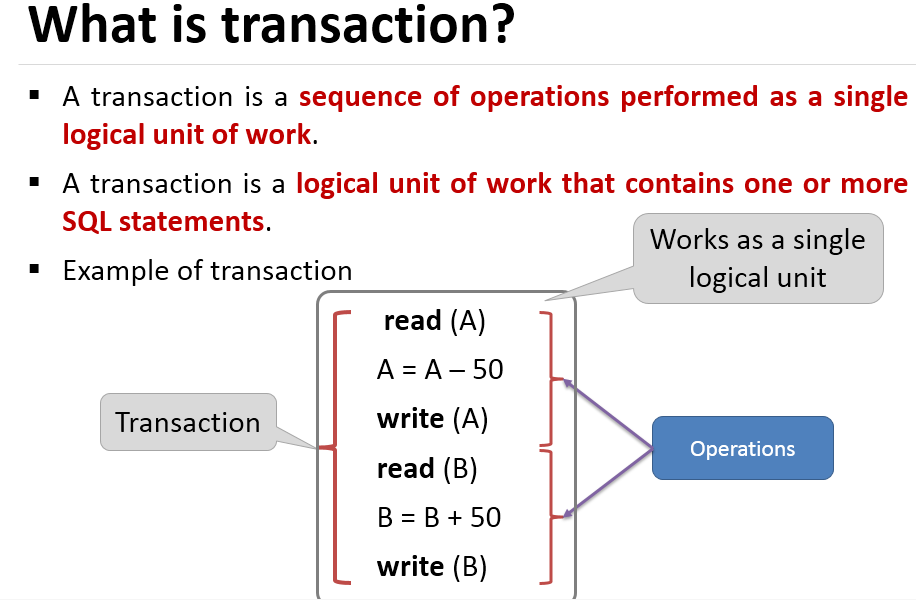 What is transaction?
▪ A transaction is a sequence of operations performed as a single
logical unit of work.
▪ A transaction is a logical unit of work that contains one or more
SQL statements.
▪ Example of transaction
Works as a single
logical unit
read (A)
A = A – 50
write (A)
read (B)
B = B + 50
write (B)
Transaction
Operations